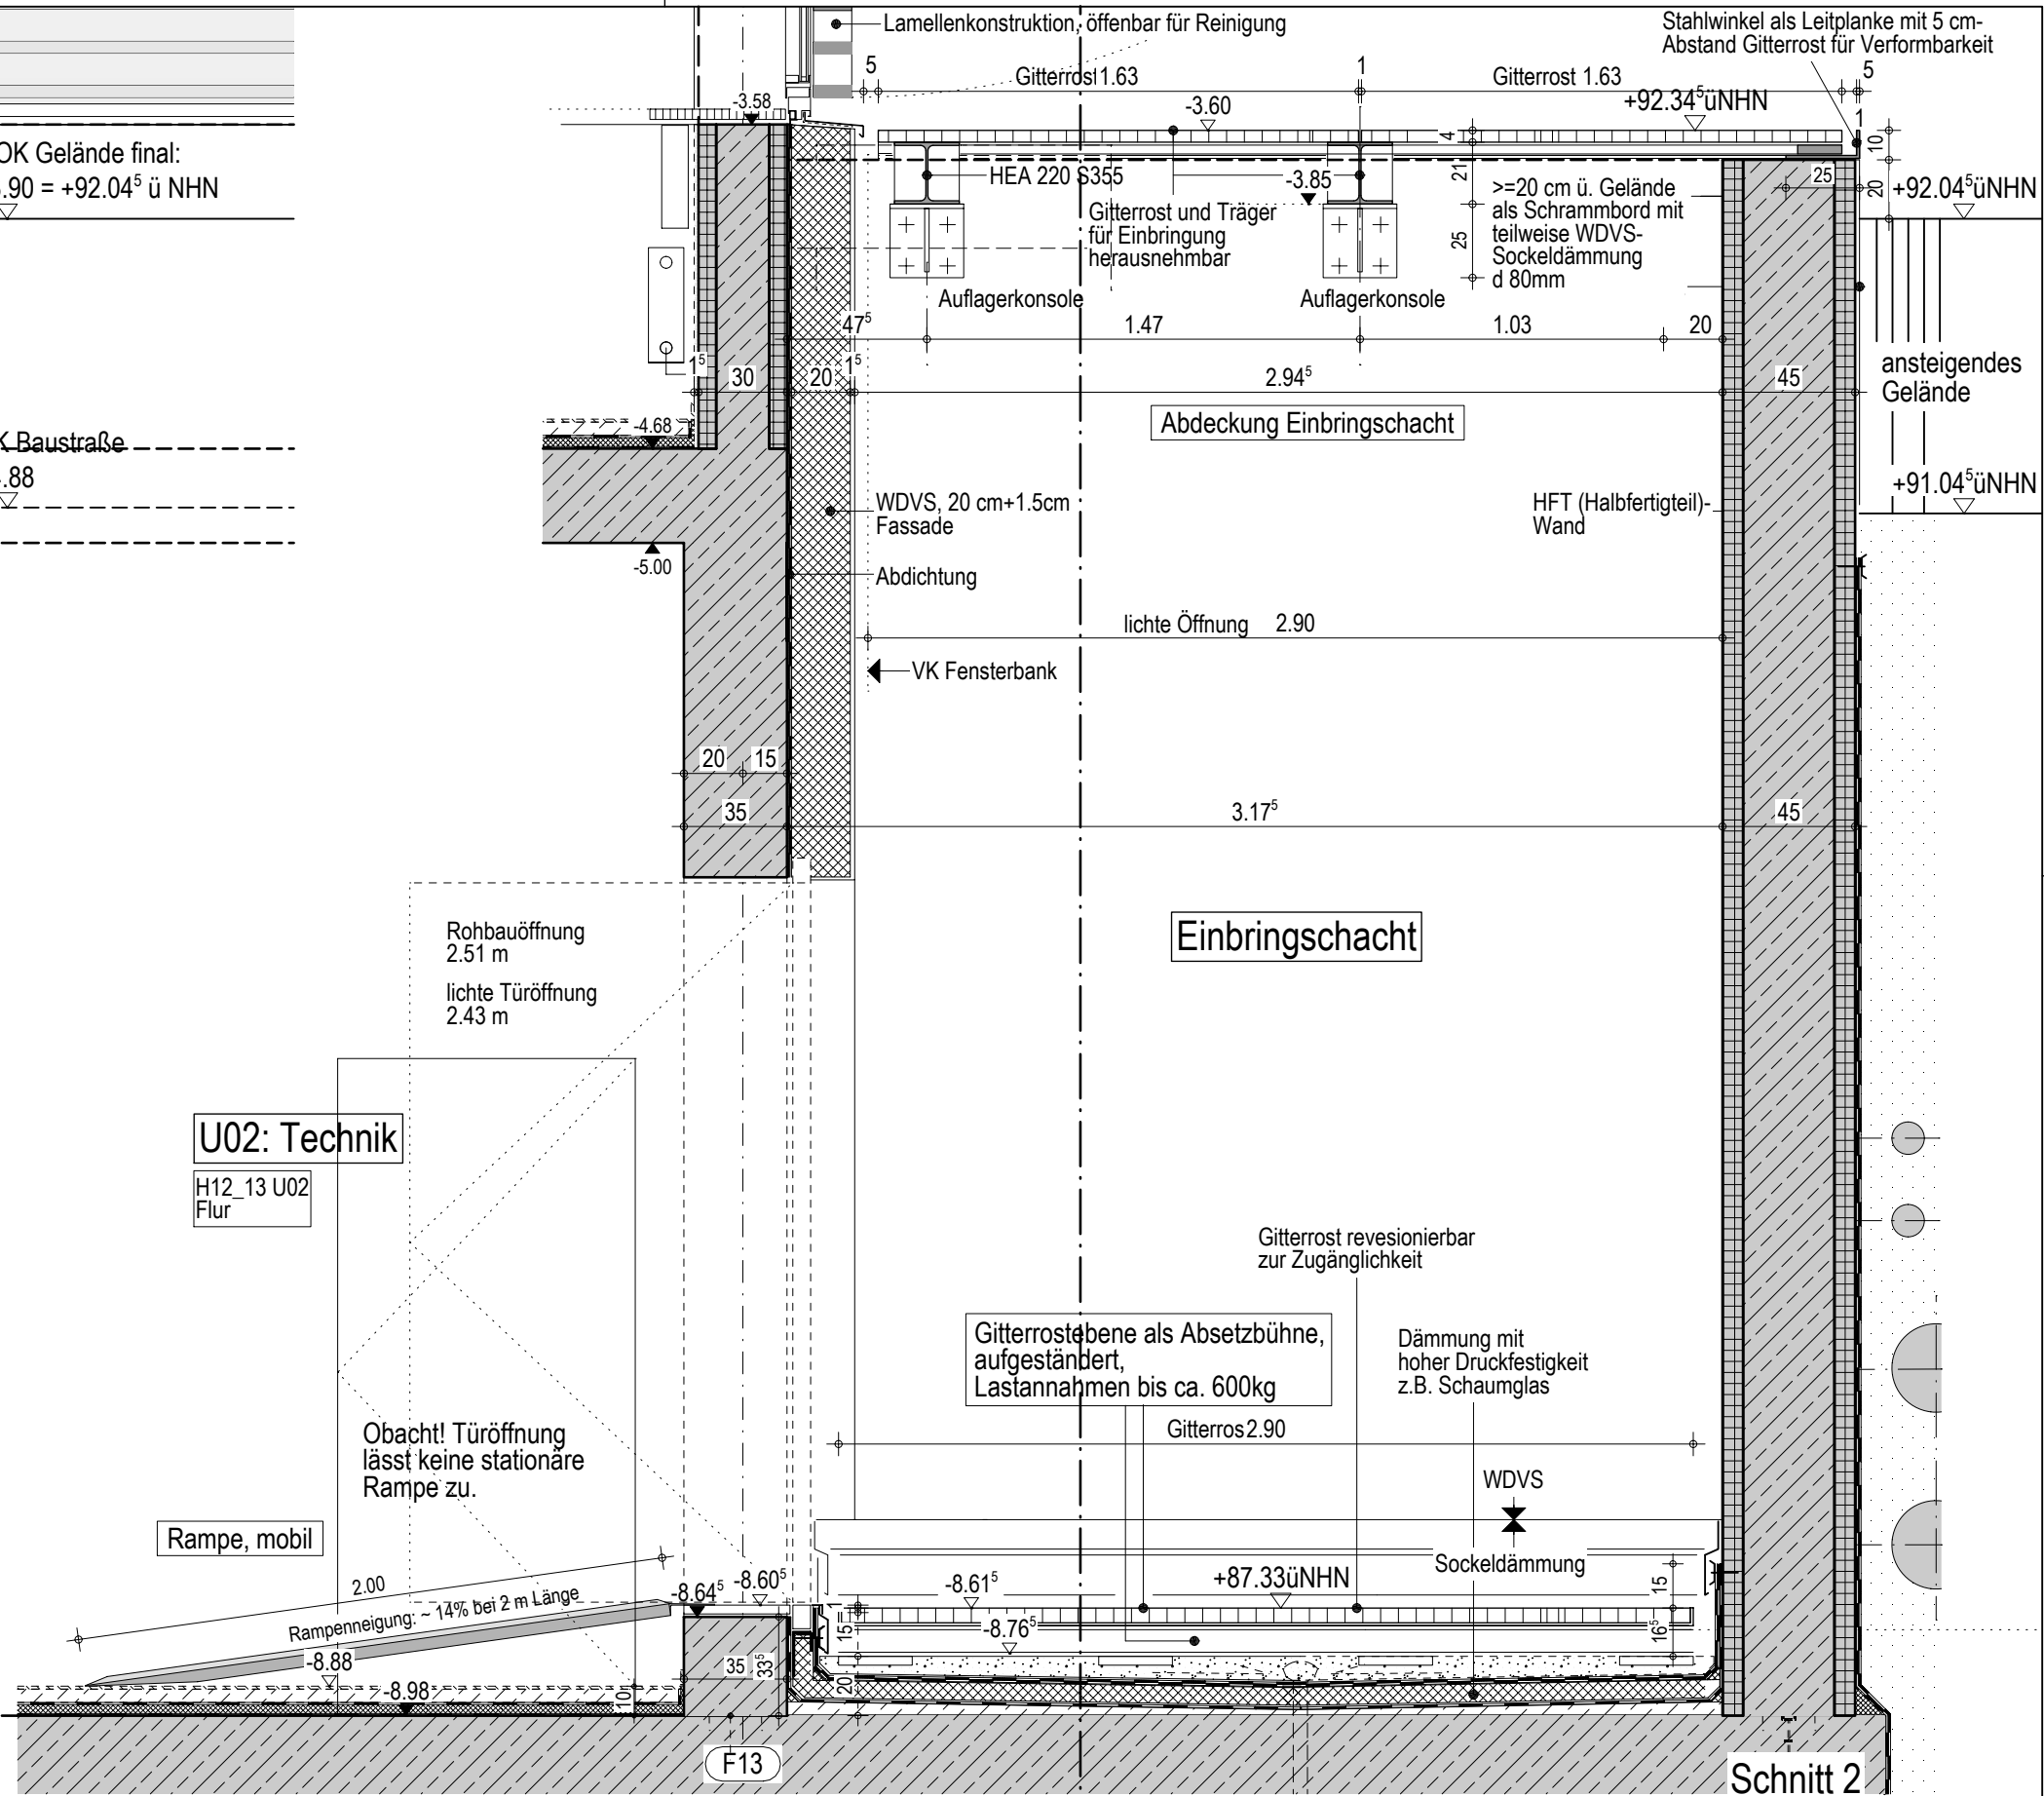 Lamellenkonstruktion, öffenbar für Reinigung
Stahlwinkel als Leitplanke mit 5 cm-
Abstand Gitterrost für Verformbarkeit
5
Gitterrost 1.63
1
Gitterrost 1.63
5
-3.58
-3.60
+92.34⁵üNHN
1
4
10
OK Gelände final:
.90 = +92.04⁵ ü NHN
HEA 220 S355
-3.85
21
>=20 cm ü. Gelände
als Schrammbord mit
teilweise WDVS-
Sockeldämmung
d 80mm
25
20
+92.04⁵üNHN
Gitterrost und Träger
für Einbringung
herausnehmbar
25
Auflagerkonsole
Auflagerkonsole
47⁵
1.47
1.03
20
1⁵
30
20
1⁵
2.94⁵
45
ansteigendes
Gelände
Abdeckung Einbringschacht
K Baustraße
-4.68
.88
+91.04⁵üNHN
WDVS, 20 cm+1.5cm
Fassade
HFT (Halbfertigteil)-
Wand
-5.00
Abdichtung
lichte Öffnung 2.90
VK Fensterbank
20
15
35
3.17⁵
45
Rohbauöffnung
2.51 m
lichte Türöffnung
2.43 m
Einbringschacht
U02: Technik
H12_13 U02
Flur
Gitterrost revesionierbar
zur Zugänglichkeit
Gitterrostebene als Absetzbühne,
aufgeständert,
Lastannahmen bis ca. 600kg
Dämmung mit
hoher Druckfestigkeit
z.B. Schaumglas
Gitterros 2.90
Obacht! Türöffnung
lässt keine stationäre
Rampe zu.
WDVS
Rampe, mobil
Sockeldämmung
2.00
Rampenneigung: ~ 14% bei 2 m Länge
-8.64⁵
-8.60⁵
-8.61⁵
+87.33üNHN
15
1
15
-8.76⁵
16⁵
-8.88
35
33⁵
-8.98
10
20
F13
Schnitt 2